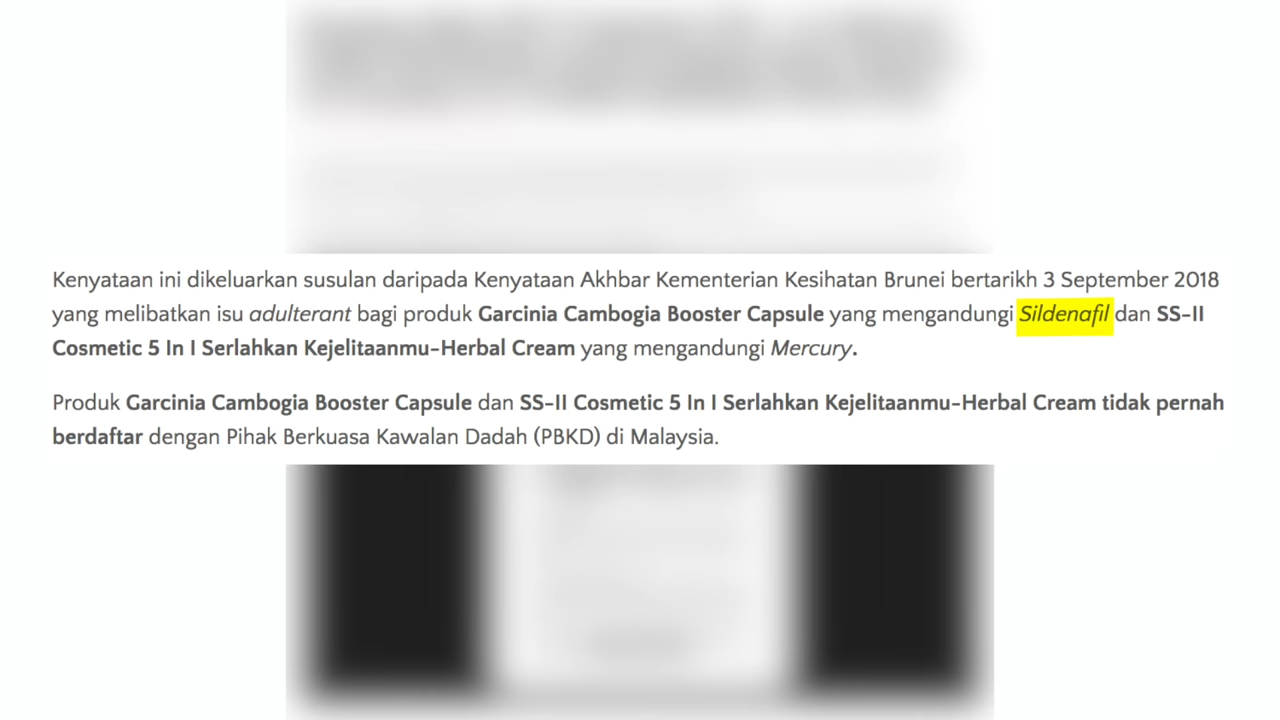 Kenyataan ini dikeluarkan susulan daripada Kenyataan Akhbar Kementerian Kesihatan Brunei bertarikh 3 September 2018
yang melibatkan isu adulterant bagi produk Garcinia Cambogia Booster Capsule yang mengandungi Sildenafil dan SS-II
Cosmetic 5 In I Serlahkan Kejelitaanmu-Herbal Cream yang mengandungi Mercury.
Produk Garcinia Cambogia Booster Capsule dan SS-II Cosmetic 5 In I Serlahkan Kejelitaanmu-Herbal Cream tidak pernah
berdaftar dengan Pihak Berkuasa Kawalan Dadah (PBKD) di Malaysia.